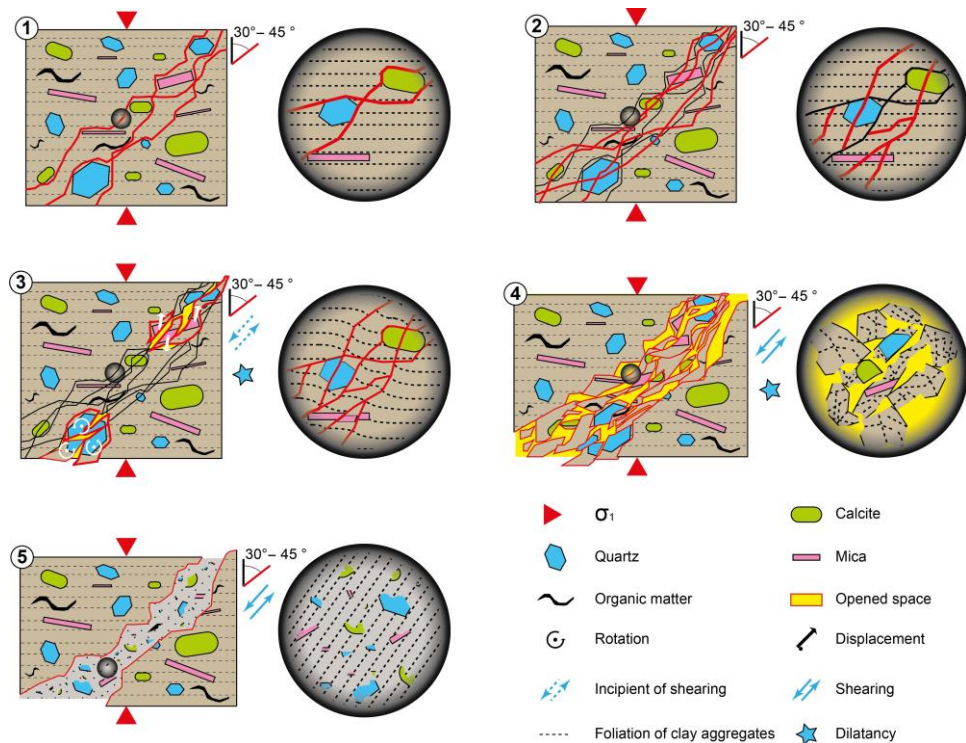 1
30°– 45 °
2
30°– 45 °
3
30°– 45 °
4
30°– 45 °
5
30°– 45 °
σ₁
Calcite
Quartz
Mica
Organic matter
Opened space
Rotation
Displacement
Incipient of shearing
Shearing
Foliation of clay aggregates
Dilatancy